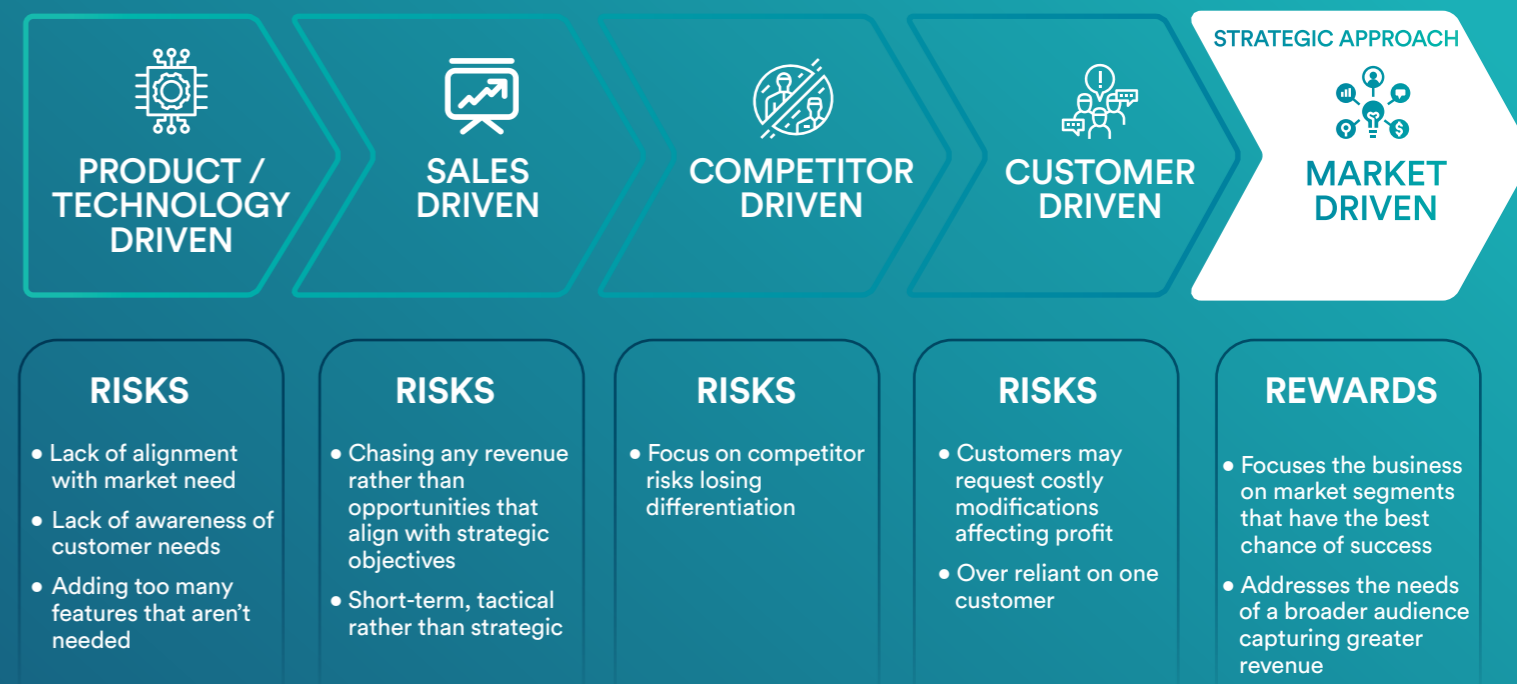 STRATEGIC APPROACH
PRODUCT /
TECHNOLOGY
DRIVEN
SALES
DRIVEN
COMPETITOR
DRIVEN
CUSTOMER
DRIVEN
MARKET
DRIVEN
RISKS
• Lack of alignment
with market need
• Lack of awareness of
customer needs
• Adding too many
features that aren’t
needed
RISKS
• Chasing any revenue
rather than
opportunities that
align with strategic
objectives
• Short-term, tactical
rather than strategic
RISKS
• Focus on competitor
risks losing
differentiation
RISKS
• Customers may
request costly
modifications
affecting profit
• Over reliant on one
customer
REWARDS
• Focuses the business
on market segments
that have the best
chance of success
• Addresses the needs
of a broader audience
capturing greater
revenue